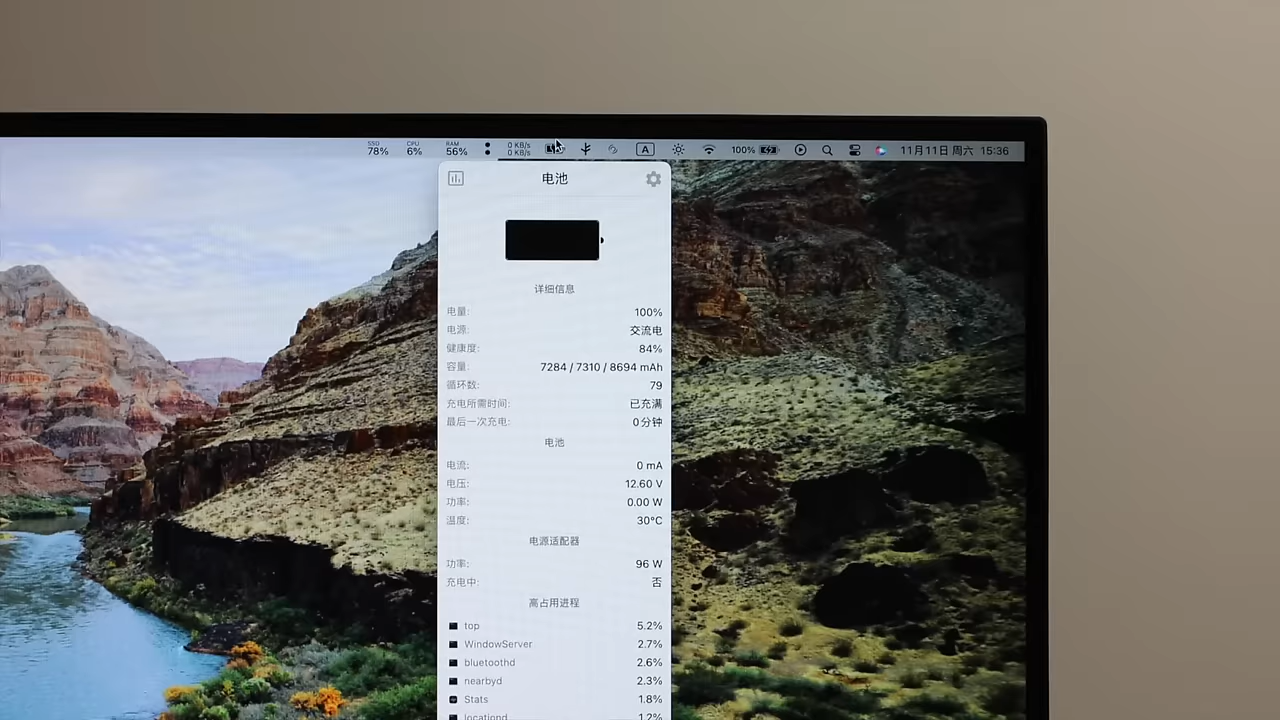 SSD CPU RAM 0 KB/s
78% 6% 56% 0 KB/s A 100% 11月11日 周六 15:36
电池
详细信息
电量: 100%
电源: 交流电
健康度: 84%
容量: 7284 / 7310 / 8694 mAh
循环数: 79
充电所需时间: 已充满
最后一次充电: 0分钟
电池
电流: 0 mA
电压: 12.60 V
功率: 0.00 W
温度: 30°C
电源适配器
功率: 96 W
充电中: 否
高占用进程
top 5.2%
WindowServer 2.7%
bluetoothd 2.6%
nearbyd 2.3%
Stats 1.8%
locationd 1.2%